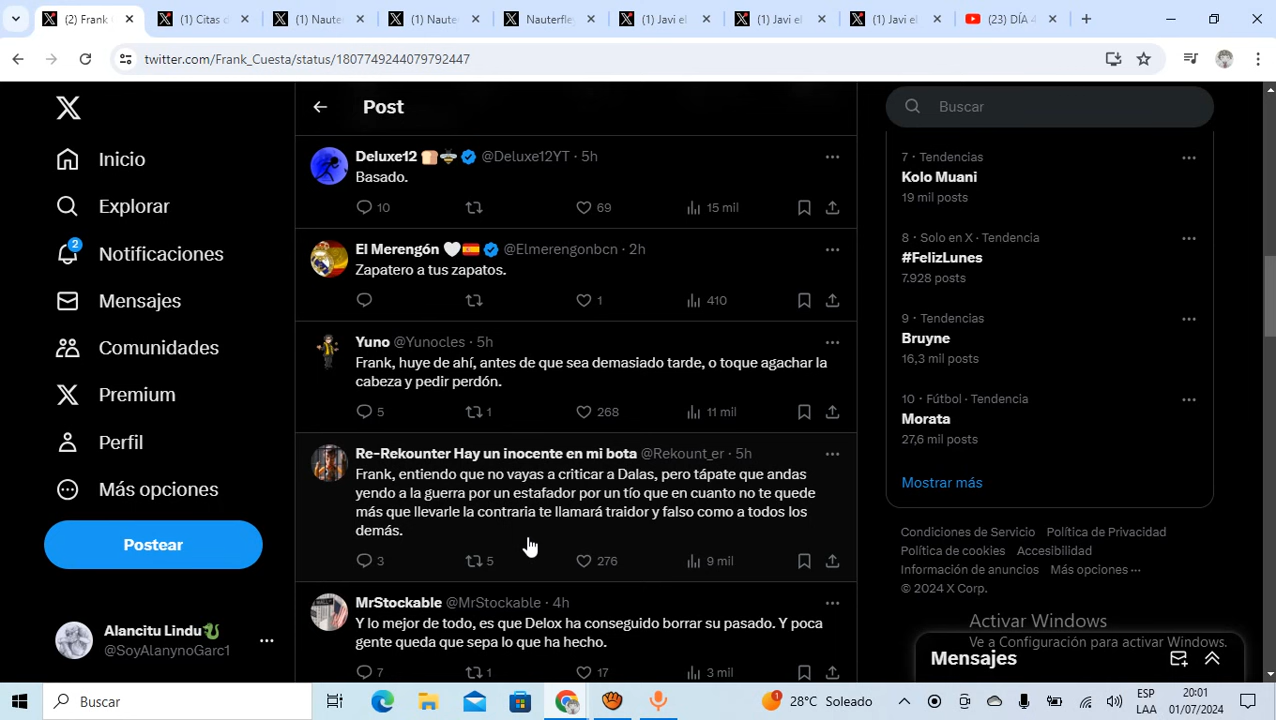 (2) Frank
(1) Citas d
(1) Nauter
(1) Naute
Nauterfle
(1) Javi el
(1) Javi el
(1) Javi el
(23) DÍA 4
twitter.com/Frank_Cuesta/status/1807749244079792447
Inicio
Explorar
2
Notificaciones
Mensajes
Comunidades
Premium
Perfil
Más opciones
Postear
Alancitu Lindu
@SoyAlanynoGarc1
Post
Deluxe12 @Deluxe12YT · 5h
Basado.
10 69 15 mil
El Merengón @Elmerengonbcn · 2h
Zapatero a tus zapatos.
1 410
Yuno @Yunocles · 5h
Frank, huye de ahí, antes de que sea demasiado tarde, o toque agachar la
cabeza y pedir perdón.
5 1 268 11 mil
Re-Rekounter Hay un inocente en mi bota @Rekount_er · 5h
Frank, entiendo que no vayas a criticar a Dalas, pero tápate que andas
yendo a la guerra por un estafador por un tío que en cuanto no te quede
más que llevarle la contraria te llamará traidor y falso como a todos los
demás.
3 5 276 9 mil
MrStockable @MrStockable · 4h
Y lo mejor de todo, es que Delox ha conseguido borrar su pasado. Y poca
gente queda que sepa lo que ha hecho.
7 1 17 3 mil
Buscar
7 · Tendencias
Kolo Muani
19 mil posts
8 · Solo en X · Tendencia
#FelizLunes
7.928 posts
9 · Tendencias
Bruyne
16,3 mil posts
10 · Fútbol · Tendencia
Morata
27,6 mil posts
Mostrar más
Condiciones de Servicio Política de Privacidad
Política de cookies Accesibilidad
Información de anuncios Más opciones ···
© 2024 X Corp.
Activar Windows
Ve a Configuración para activar Windows.
Mensajes
Buscar
28°C Soleado
ESP
LAA
20:01
01/07/2024